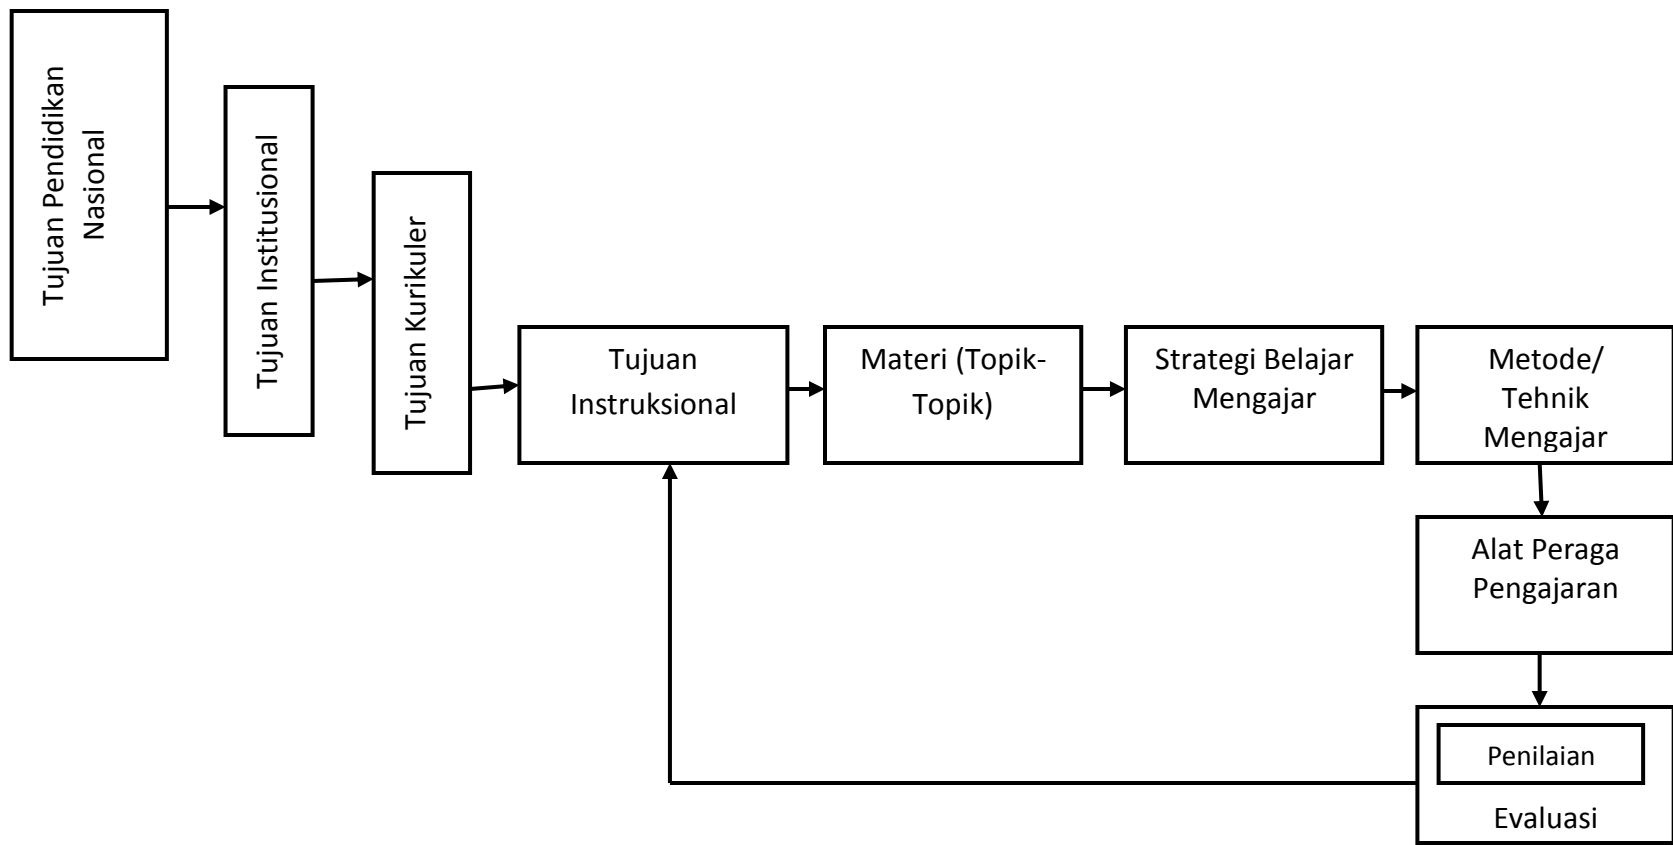 Tujuan Pendidikan
Nasional
Tujuan Institusional
Tujuan Kurikuler
Tujuan
Instruksional
Materi (Topik-
Topik)
Strategi Belajar
Mengajar
Metode/
Tehnik
Mengajar
Alat Peraga
Pengajaran
Penilaian
Evaluasi